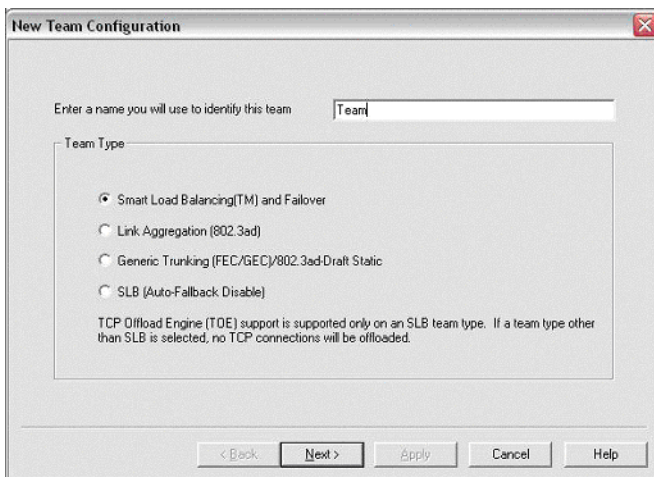 New Team Configuration
Enter a name you will use to identify this team
Team
Team Type
Smart Load Balancing(TM) and Failover
Link Aggregation (802.3ad)
Generic Trunking (FEC/GEC)/802.3ad-Draft Static
SLB (Auto-Fallback Disable)
TCP Offload Engine (TOE) support is supported only on an SLB team type. If a team type other
than SLB is selected, no TCP connections will be offloaded.
< Back Next > Apply Cancel Help